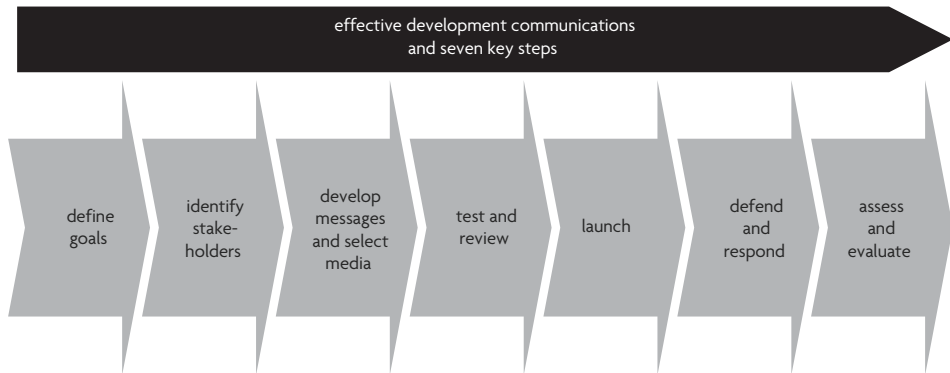 effective development communications
and seven key steps
define
goals
identify
stake-
holders
develop
messages
and select
media
test and
review
launch
defend
and
respond
assess
and
evaluate